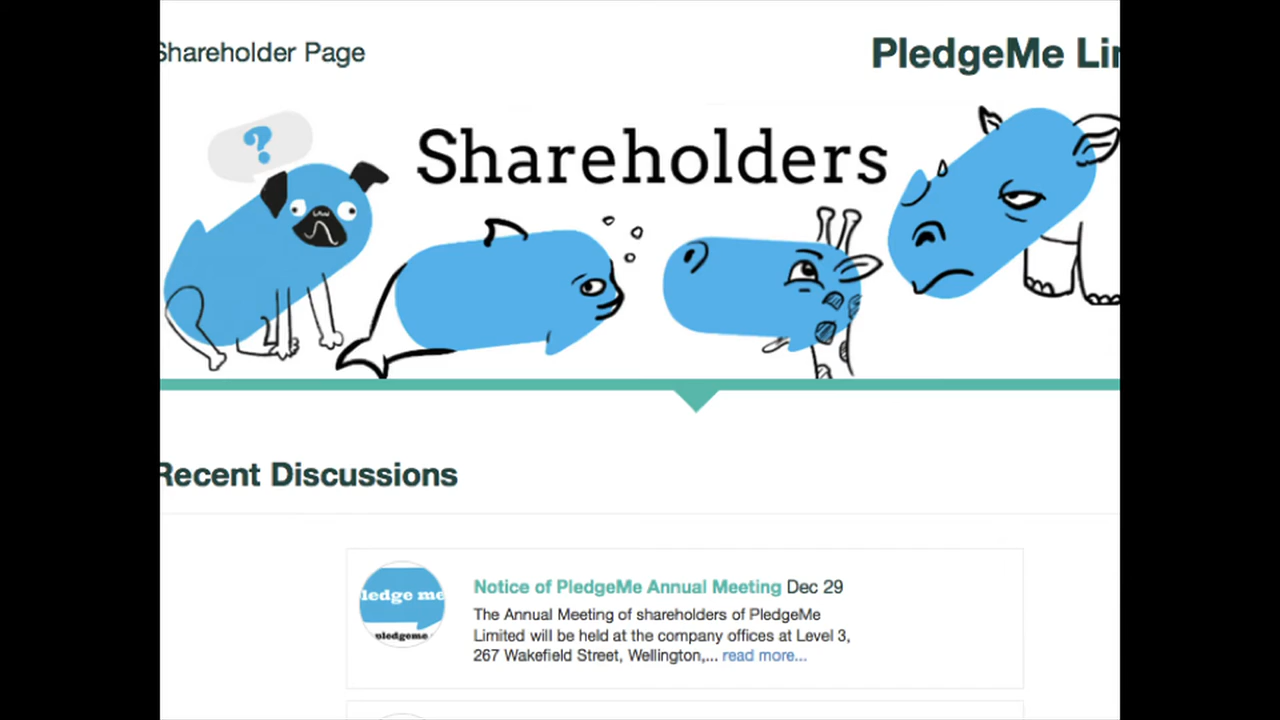 Shareholder Page
PledgeMe Lim
?
Shareholders
Recent Discussions
ledge me
pledgeme
Notice of PledgeMe Annual Meeting Dec 29
The Annual Meeting of shareholders of PledgeMe
Limited will be held at the company offices at Level 3,
267 Wakefield Street, Wellington,... read more...